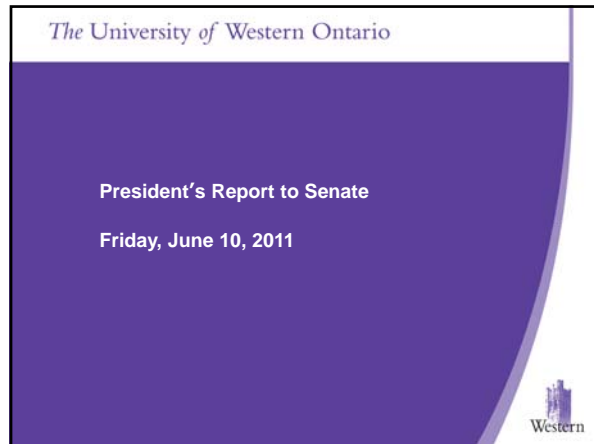 The University of Western Ontario
President's Report to Senate
Friday, June 10, 2011
Western